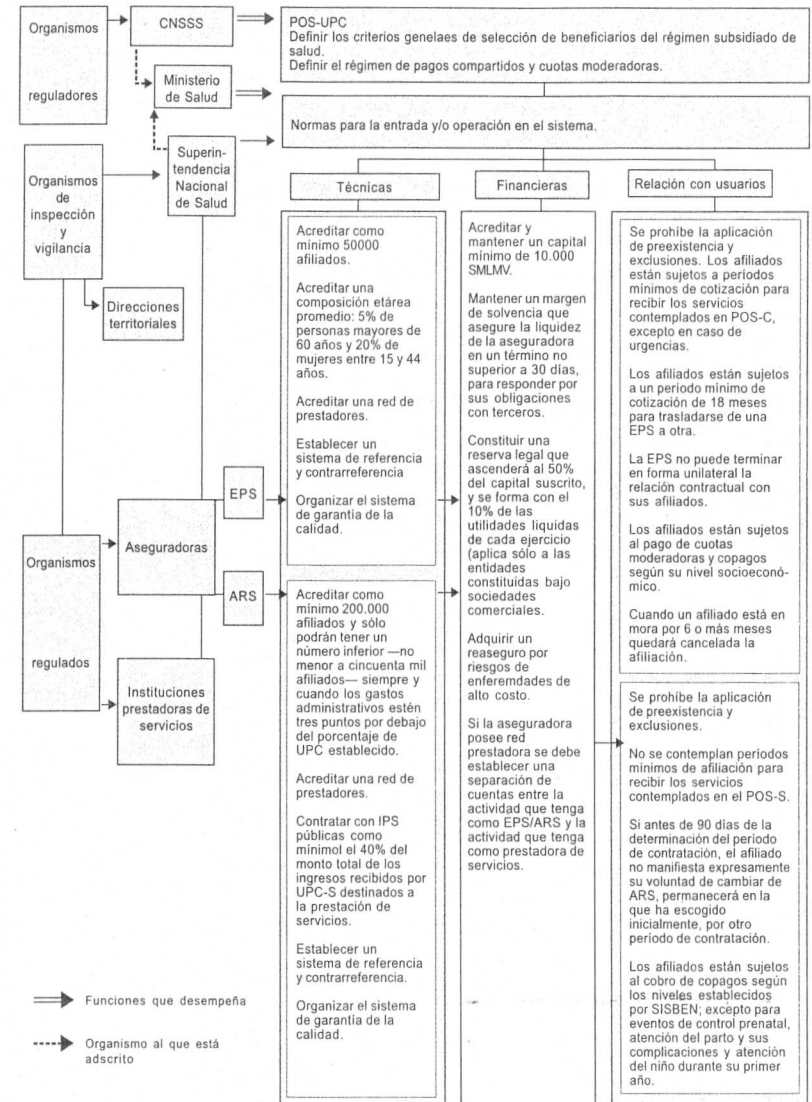 Organismos
reguladores
CNSSS
Ministerio
de Salud
POS-UPC
Definir los criterios genelaes de selección de beneficiarios del régimen subsidiado de
salud.
Definir el régimen de pagos compartidos y cuotas moderadoras.
Normas para la entrada y/o operación en el sistema.
Organismos
de
inspección
y
vigilancia
Superin-
tendencia
Nacional
de Salud
Direcciones
territoriales
Organismos
regulados
Aseguradoras
Instituciones
prestadoras de
servicios
EPS
ARS
Técnicas
Acreditar como
mínimo 50000
afiliados.
Acreditar una
composición etárea
promedio: 5% de
personas mayores de
60 años y 20% de
mujeres entre 15 y 44
años.
Acreditar una red de
prestadores.
Establecer un
sistema de referencia
y contrarreferencia
Organizar el sistema
de garantía de la
calidad.
Acreditar como
mínimo 200.000
afiliados y sólo
podrán tener un
número inferior —no
menor a cincuenta mil
afiliados— siempre y
cuando los gastos
administrativos estén
tres puntos por debajo
del porcentaje de
UPC establecido.
Acreditar una red de
prestadores.
Contratar con IPS
públicas como
mínimol el 40% del
monto total de los
ingresos recibidos por
UPC-S destinados a
la prestación de
servicios.
Establecer un
sistema de referencia
y contrarreferencia.
Organizar el sistema
de garantía de la
calidad.
Financieras
Acreditar y
mantener un capital
mínimo de 10.000
SMLMV.
Mantener un margen
de solvencia que
asegure la liquidez
de la aseguradora
en un término no
superior a 30 días,
para responder por
sus obligaciones
con terceros.
Constituir una
reserva legal que
ascenderá al 50%
del capital suscrito,
y se forma con el
10% de las
utilidades liquidas
de cada ejercicio
(aplica sólo a las
entidades
constituidas bajo
sociedades
comerciales.
Adquirir un
reaseguro por
riesgos de
enferemdades de
alto costo.
Si la aseguradora
posee red
prestadora se debe
establecer una
separación de
cuentas entre la
actividad que tenga
como EPS/ARS y la
actividad que tenga
como prestadora de
servicios.
Relación con usuarios
Se prohíbe la aplicación
de preexistencia y
exclusiones. Los afiliados
están sujetos a períodos
mínimos de cotización para
recibir los servicios
contemplados en POS-C,
excepto en caso de
urgencias.
Los afiliados están sujetos
a un periodo mínimo de
cotización de 18 meses
para trasladarse de una
EPS a otra.
La EPS no puede terminar
en forma unilateral la
relación contractual con
sus afiliados.
Los afiliados están sujetos
al pago de cuotas
moderadoras y copagos
según su nivel socioeconó-
mico.
Cuando un afiliado está en
mora por 6 o más meses
quedará cancelada la
afiliación.
Se prohíbe la aplicación
de preexistencia y
exclusiones.
No se contemplan períodos
mínimos de afiliación para
recibir los servicios
contemplados en el POS-S.
Si antes de 90 días de la
determinación del período
de contratación, el afiliado
no manifiesta expresamente
su voluntad de cambiar de
ARS, permanecerá en la
que ha escogido
inicialmente, por otro
período de contratación.
Los afiliados están sujetos
al cobro de copagos según
los niveles establecidos
por SISBEN; excepto para
eventos de control prenatal,
atención del parto y sus
complicaciones y atención
del niño durante su primer
año.
Funciones que desempeña
Organismo al que está
adscrito